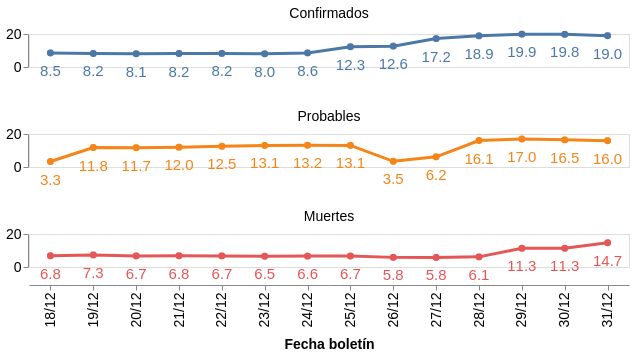 Confirmados
20
0
8.5 8.2 8.1 8.2 8.2 8.0 8.6 12.3 12.6 17.2 18.9 19.9 19.8 19.0
Probables
20
0
3.3 11.8 11.7 12.0 12.5 13.1 13.2 13.1 3.5 6.2 16.1 17.0 16.5 16.0
Muertes
20
0
6.8 7.3 6.7 6.8 6.7 6.5 6.6 6.7 5.8 5.8 6.1 11.3 11.3 14.7
18/12 19/12 20/12 21/12 22/12 23/12 24/12 25/12 26/12 27/12 28/12 29/12 30/12 31/12
Fecha boletín